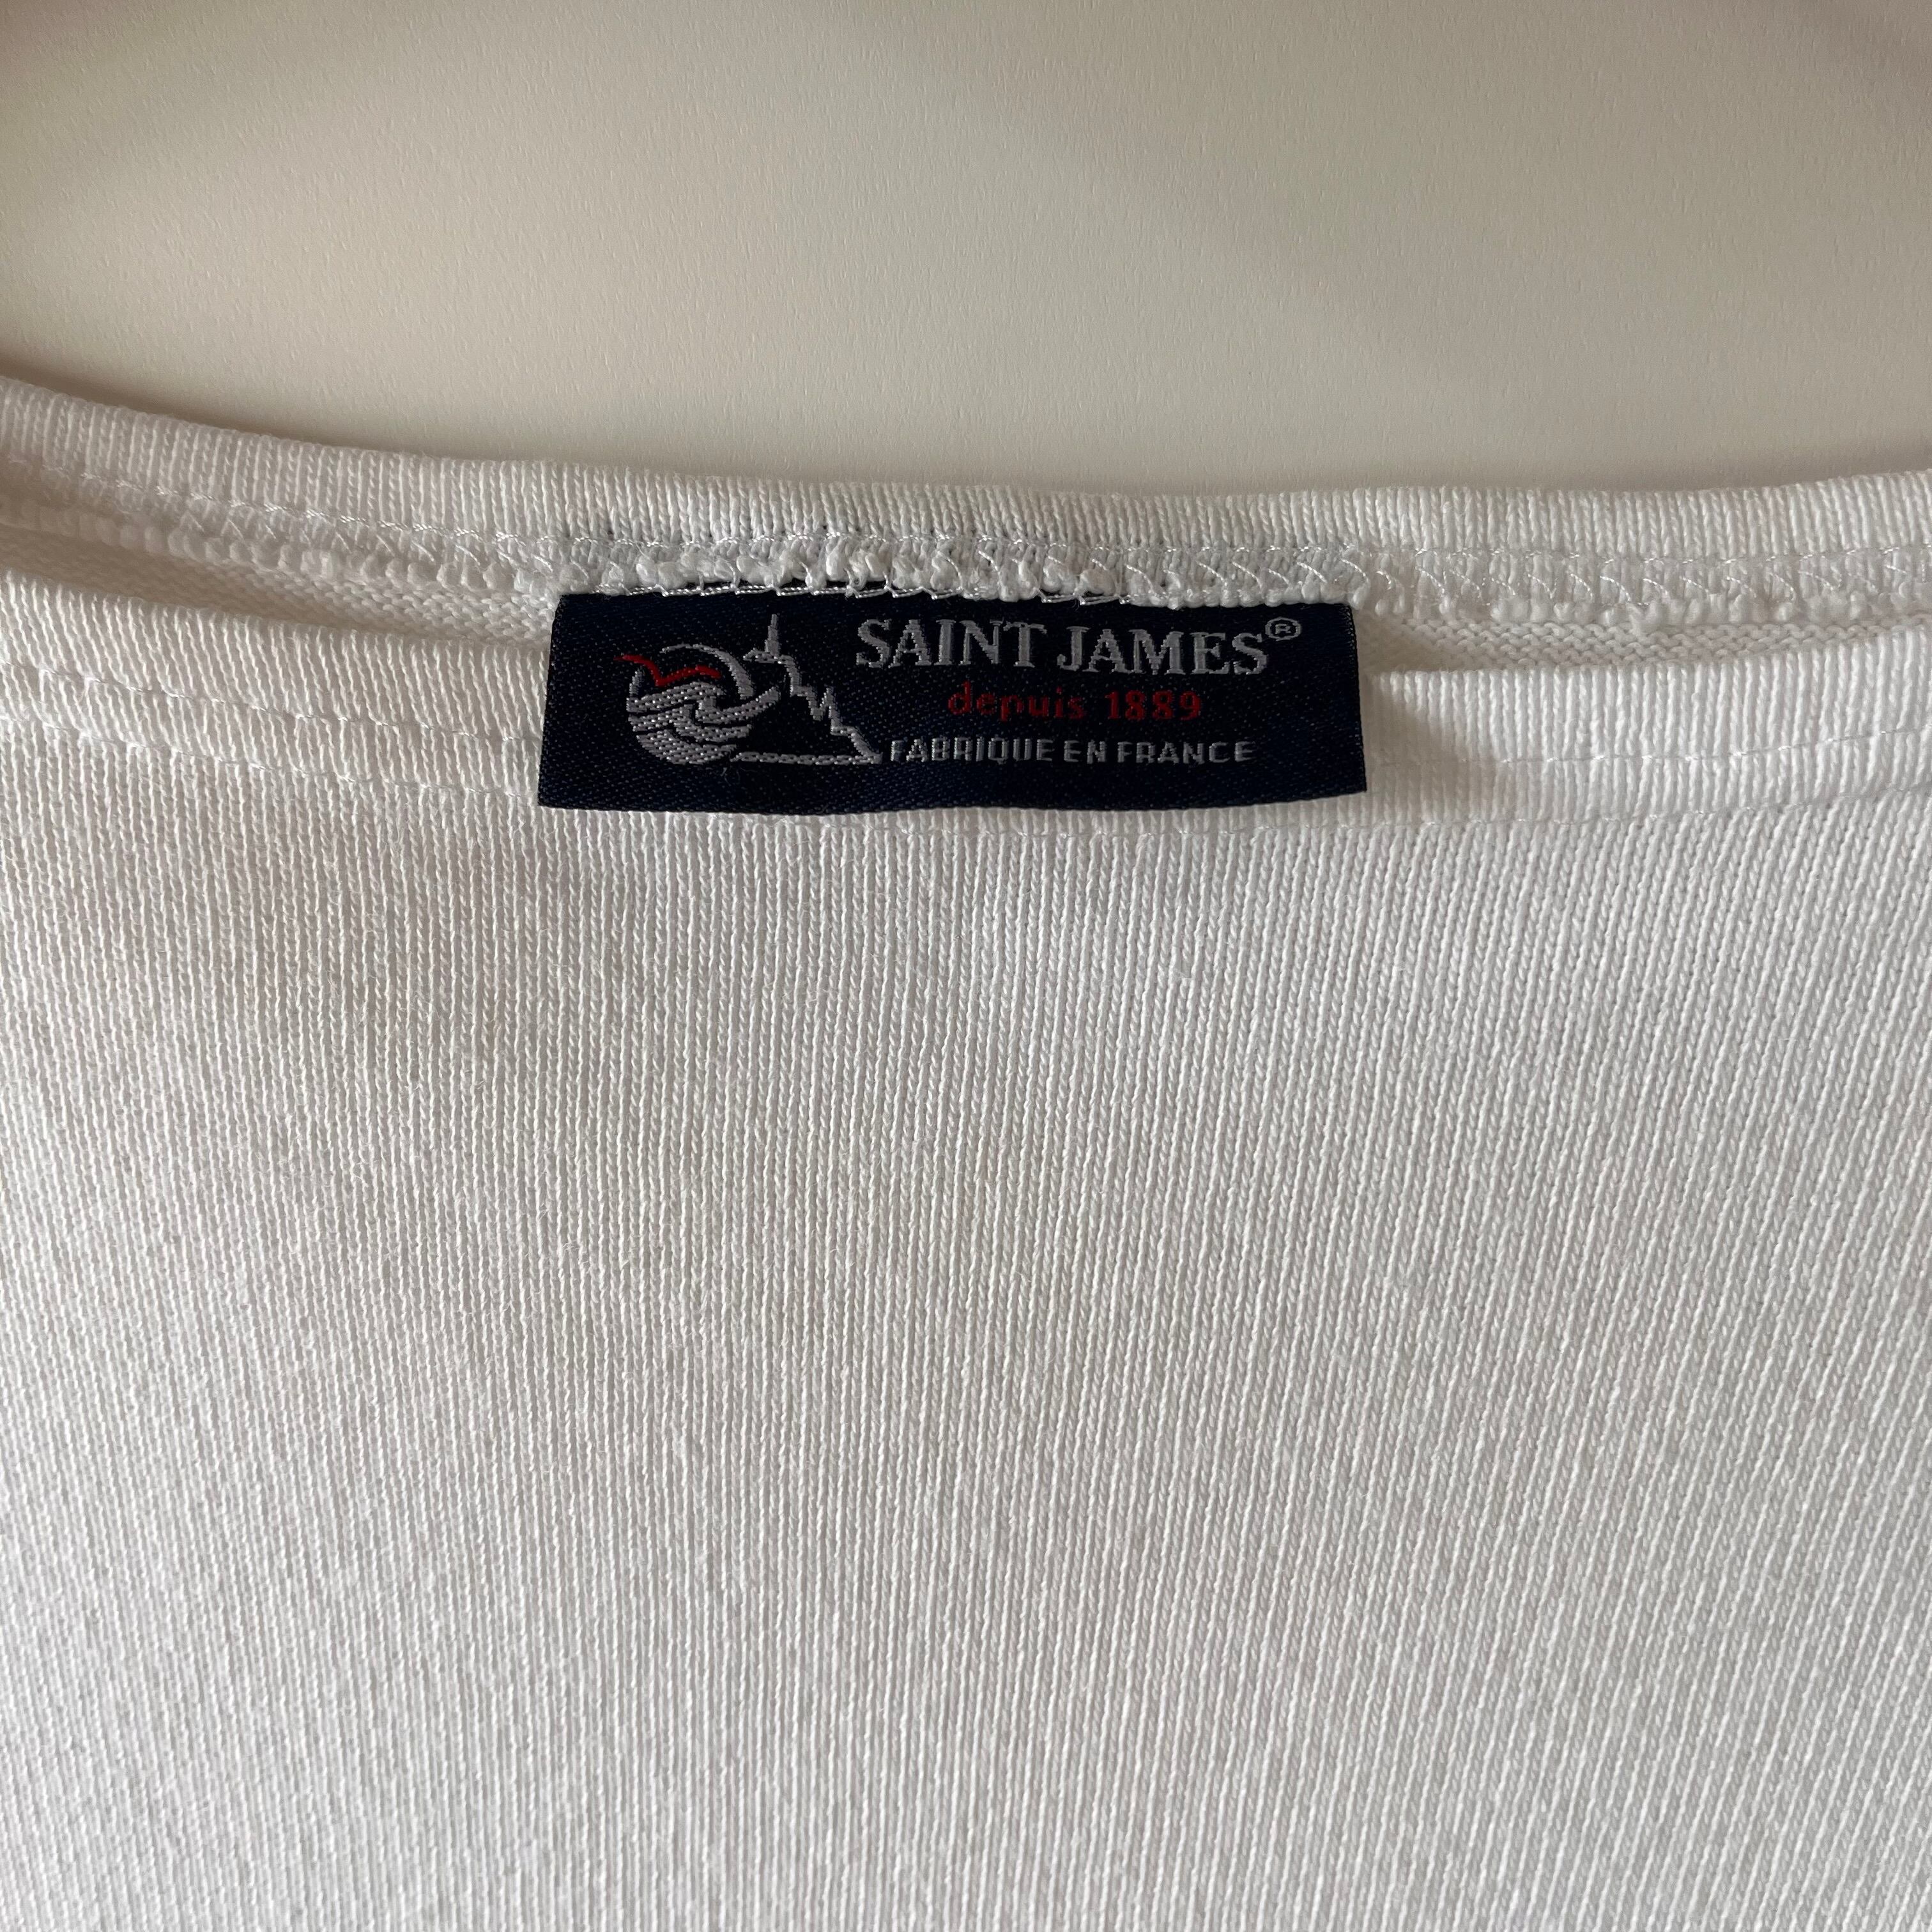 SAINT JAMES®
depuis 1889
FABRIQUE EN FRANCE